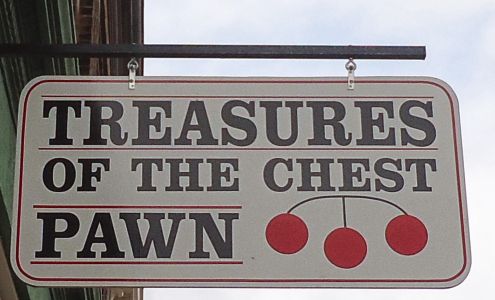 TREASURES
OF THE CHEST
PAWN